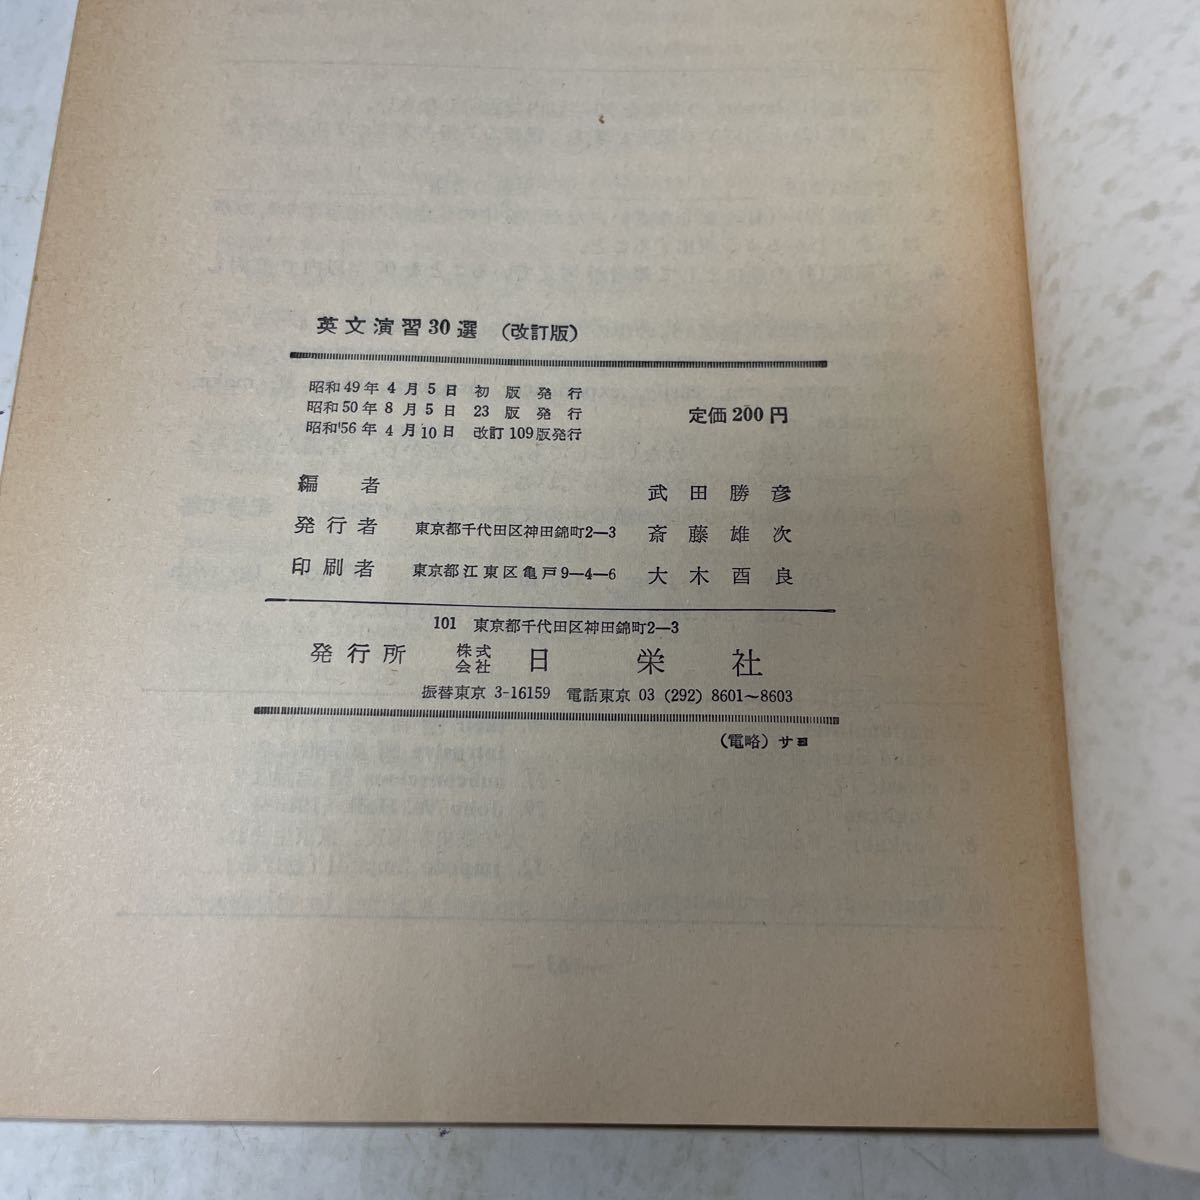 英文演習30選 (改訂版)
昭和49年4月5日 初版発行
昭和50年8月5日 23版発行
昭和56年4月10日 改訂109版発行
定価200円
編者 武田勝彦
発行者 東京都千代田区神田錦町2―3 斎藤雄次
印刷者 東京都江東区亀戸9―4―6 大木酉良
101 東京都千代田区神田錦町2―3
発行所 株式会社 日栄社
振替東京 3-16159 電話東京 03 (292) 8601～8603
(電略) サヨ